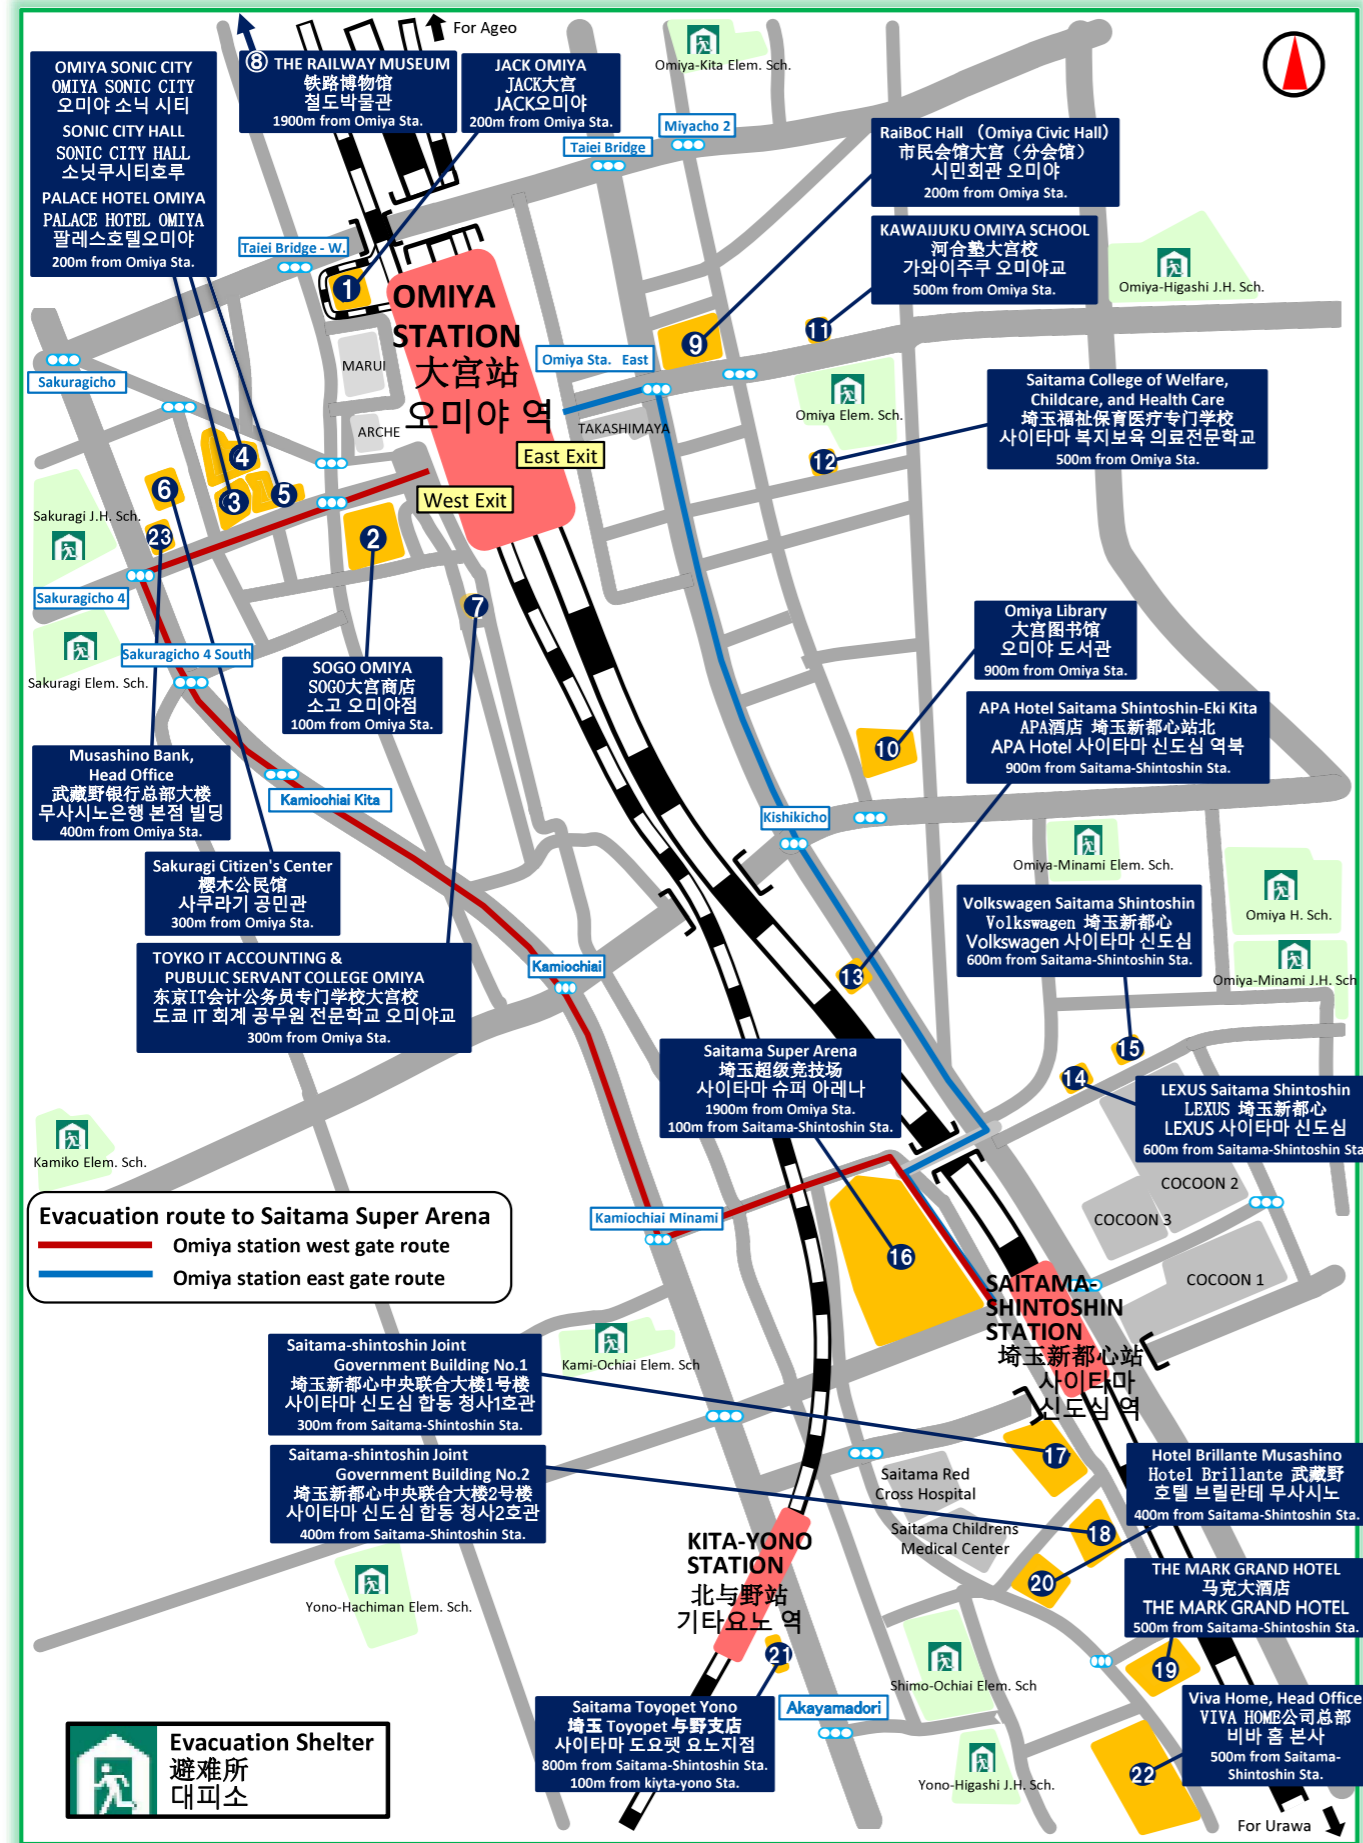 For Ageo
OMIYA SONIC CITY
OMIYA SONIC CITY
오미야 소닉 시티
SONIC CITY HALL
SONIC CITY HALL
소닛쿠시티호루
PALACE HOTEL OMIYA
PALACE HOTEL OMIYA
팔레스호텔오미야
200m from Omiya Sta.
⑧ THE RAILWAY MUSEUM
铁路博物馆
철도박물관
1900m from Omiya Sta.
JACK OMIYA
JACK大宫
JACK오미야
200m from Omiya Sta.
Omiya-Kita Elem. Sch.
Miyacho 2
Taiei Bridge
RaiBoC Hall （Omiya Civic Hall)
市民会馆大宫（分会馆）
시민회관 오미야
200m from Omiya Sta.
KAWAIJUKU OMIYA SCHOOL
河合塾大宫校
가와이주쿠 오미야교
500m from Omiya Sta.
Omiya-Higashi J.H. Sch.
Taiei Bridge - W.
1
OMIYA
STATION
大宫站
오미야 역
MARUI
ARCHE
Sakuragicho
Omiya Sta. East
9
11
TAKASHIMAYA
East Exit
West Exit
Omiya Elem. Sch.
12
Saitama College of Welfare,
Childcare, and Health Care
埼玉福祉保育医疗专门学校
사이타마 복지보육 의료전문학교
500m from Omiya Sta.
4
6
3
5
23
2
7
Sakuragi J.H. Sch.
Sakuragicho 4
Sakuragicho 4 South
Sakuragi Elem. Sch.
SOGO OMIYA
SOGO大宫商店
소고 오미야점
100m from Omiya Sta.
Omiya Library
大宫图书馆
오미야 도서관
900m from Omiya Sta.
10
APA Hotel Saitama Shintoshin-Eki Kita
APA酒店 埼玉新都心站北
APA Hotel 사이타마 신도심 역북
900m from Saitama-Shintoshin Sta.
Musashino Bank,
Head Office
武藏野银行总部大楼
무사시노은행 본점 빌딩
400m from Omiya Sta.
Kamiochiai Kita
Kishikicho
Sakuragi Citizen's Center
樱木公民馆
사쿠라기 공민관
300m from Omiya Sta.
Omiya-Minami Elem. Sch.
Omiya H. Sch.
Omiya-Minami J.H. Sch
Volkswagen Saitama Shintoshin
Volkswagen 埼玉新都心
Volkswagen 사이타마 신도심
600m from Saitama-Shintoshin Sta.
TOYKO IT ACCOUNTING &
PUBULIC SERVANT COLLEGE OMIYA
东京IT会计公务员专门学校大宫校
도쿄 IT 회계 공무원 전문학교 오미야교
300m from Omiya Sta.
Kamiochiai
13
15
14
Saitama Super Arena
埼玉超级竞技场
사이타마 슈퍼 아레나
1900m from Omiya Sta.
100m from Saitama-Shintoshin Sta.
LEXUS Saitama Shintoshin
LEXUS 埼玉新都心
LEXUS 사이타마 신도심
600m from Saitama-Shintoshin Sta
Kamiko Elem. Sch.
COCOON 2
COCOON 3
COCOON 1
Evacuation route to Saitama Super Arena
Omiya station west gate route
Omiya station east gate route
Kamiochiai Minami
16
SAITAMA-
SHINTOSHIN
STATION
埼玉新都心站
사이타마
신도심 역
Kami-Ochiai Elem. Sch
Saitama-shintoshin Joint
Government Building No.1
埼玉新都心中央联合大楼1号楼
사이타마 신도심 합동 청사1호관
300m from Saitama-Shintoshin Sta.
Saitama-shintoshin Joint
Government Building No.2
埼玉新都心中央联合大楼2号楼
사이타마 신도심 합동 청사2호관
400m from Saitama-Shintoshin Sta.
17
Saitama Red
Cross Hospital
Saitama Childrens
Medical Center
18
20
Hotel Brillante Musashino
Hotel Brillante 武藏野
호텔 브릴란테 무사시노
400m from Saitama-Shintoshin Sta.
KITA-YONO
STATION
北与野站
기타요노 역
Yono-Hachiman Elem. Sch.
THE MARK GRAND HOTEL
马克大酒店
THE MARK GRAND HOTEL
500m from Saitama-Shintoshin Sta.
21
19
Shimo-Ochiai Elem. Sch
Saitama Toyopet Yono
埼玉 Toyopet 与野支店
사이타마 도요펫 요노지점
800m from Saitama-Shintoshin Sta.
100m from kiyta-yono Sta.
Akayamadori
Viva Home, Head Office
VIVA HOME公司总部
비바 홈 본사
500m from Saitama-
Shintoshin Sta.
22
Yono-Higashi J.H. Sch.
Evacuation Shelter
避难所
대피소
For Urawa